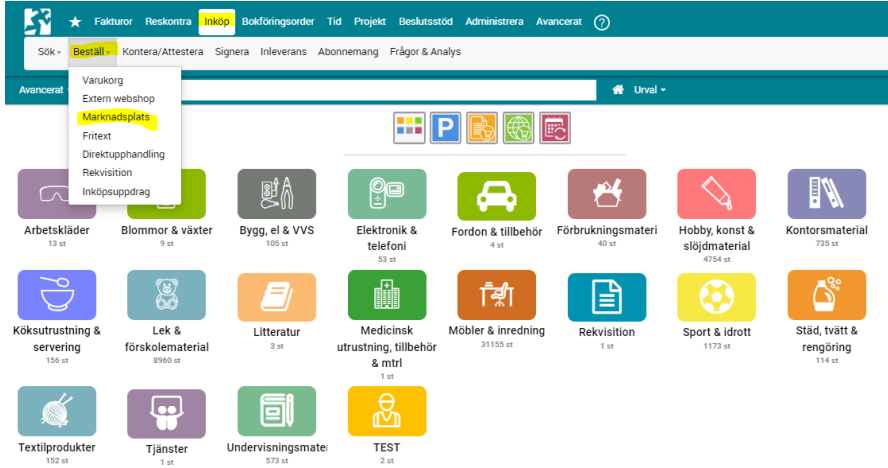 Fakturor Reskontra Inköp Bokföringsorder Tid Projekt Beslutsstöd Administrera Avancerat ?
Sök Beställ Kontera/Attestera Signera Inleverans Abonnemang Frågor & Analys
Avancerat Urval
Varukorg
Extern webshop
Marknadsplats
Fritext
Direktupphandling
Rekvisition
Inköpsuppdrag
P
Arbetskläder
13 st
Blommor & växter
9 st
Bygg, el & VVS
105 st
Elektronik &
telefoni
53 st
Fordon & tillbehör
4 st
Förbrukningsmateri
40 st
Hobby, konst &
slöjdmaterial
4754 st
Kontorsmaterial
735 st
Köksutrustning &
servering
156 st
Lek &
förskolematerial
8960 st
Litteratur
3 st
Medicinsk
utrustning, tillbehör
& mtrl
1 st
Möbler & inredning
31155 st
Rekvisition
1 st
Sport & idrott
1173 st
Städ, tvätt &
rengöring
114 st
Textilprodukter
152 st
Tjänster
1 st
Undervisningsmater
573 st
TEST
2 st